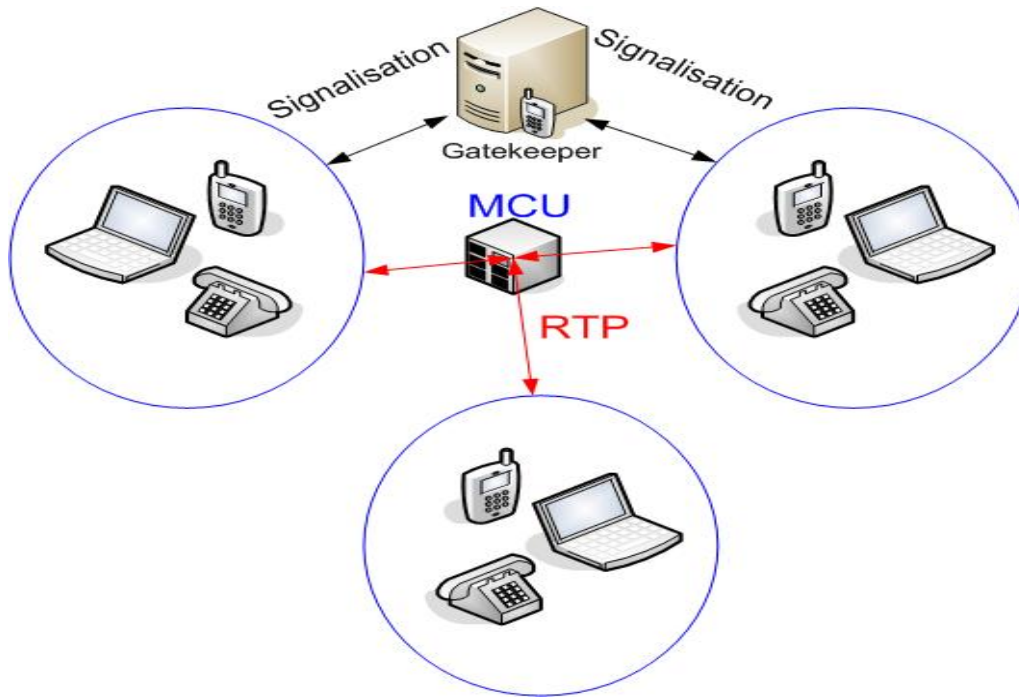 Signalisation
Signalisation
Gatekeeper
MCU
RTP